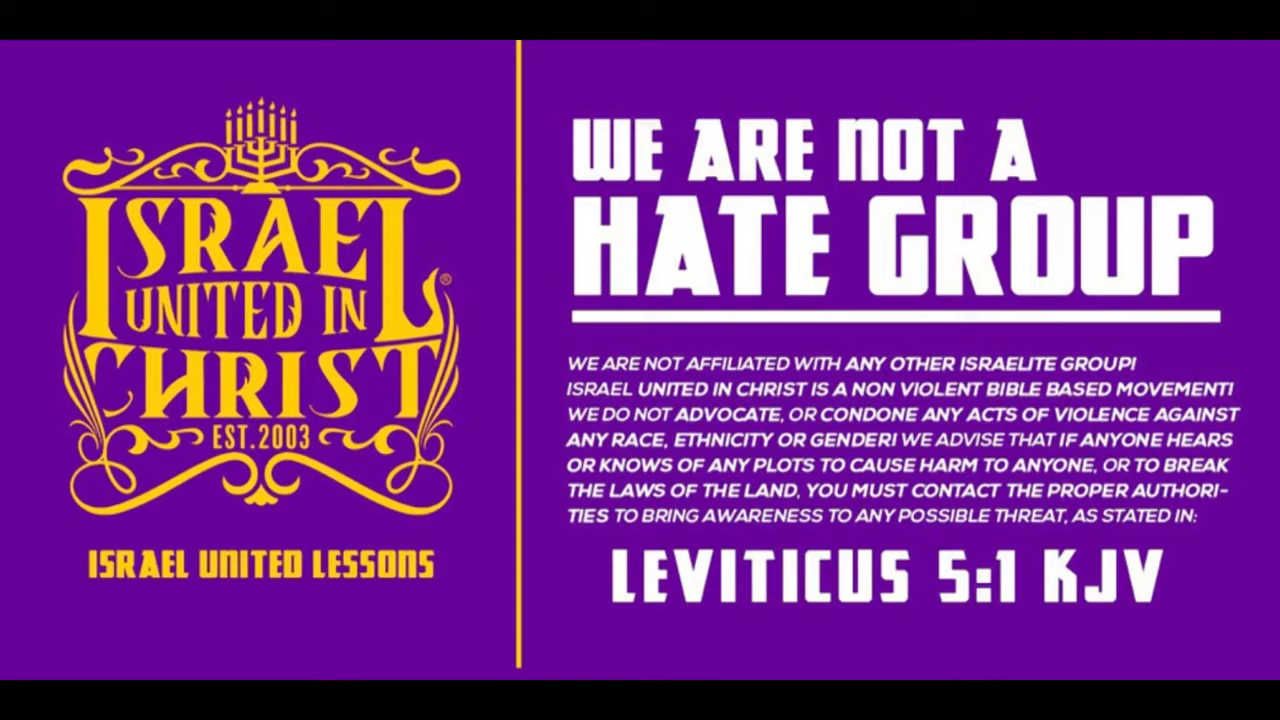 ISRAEL
UNITED IN
CHRIST
EST. 2003
®
ISRAEL UNITED LESSONS
WE ARE NOT A
HATE GROUP
WE ARE NOT AFFILIATED WITH ANY OTHER ISRAELITE GROUP!
ISRAEL UNITED IN CHRIST IS A NON VIOLENT BIBLE BASED MOVEMENT!
WE DO NOT ADVOCATE, OR CONDONE ANY ACTS OF VIOLENCE AGAINST
ANY RACE, ETHNICITY OR GENDER! WE ADVISE THAT IF ANYONE HEARS
OR KNOWS OF ANY PLOTS TO CAUSE HARM TO ANYONE, OR TO BREAK
THE LAWS OF THE LAND, YOU MUST CONTACT THE PROPER AUTHORI-
TIES TO BRING AWARENESS TO ANY POSSIBLE THREAT, AS STATED IN:
LEVITICUS 5:1 KJV